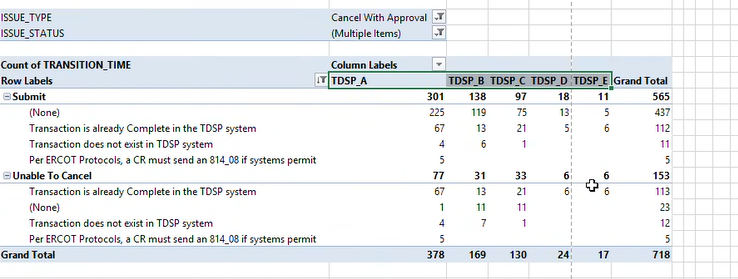 ISSUE_TYPE Cancel With Approval
ISSUE_STATUS (Multiple Items)
Count of TRANSITION_TIME Column Labels
Row Labels TDSP_A TDSP_B TDSP_C TDSP_D TDSP_E Grand Total
Submit 301 138 97 18 11 565
(None) 225 119 75 13 5 437
Transaction is already Complete in the TDSP system 67 13 21 5 6 112
Transaction does not exist in TDSP system 4 6 1 11
Per ERCOT Protocols, a CR must send an 814_08 if systems permit 5 5
Unable To Cancel 77 31 33 6 6 153
Transaction is already Complete in the TDSP system 67 13 21 6 6 113
(None) 1 11 11 23
Transaction does not exist in TDSP system 4 7 1 12
Per ERCOT Protocols, a CR must send an 814_08 if systems permit 5 5
Grand Total 378 169 130 24 17 718